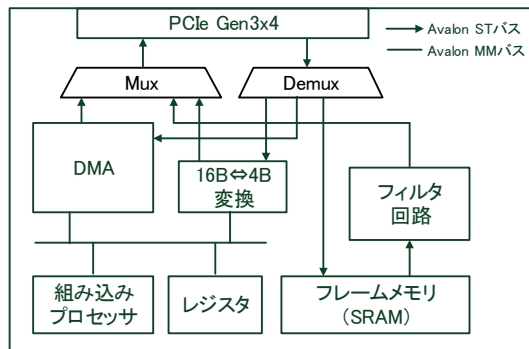 PCIe Gen3x4
Avalon STバス
Avalon MMバス
Mux
Demux
DMA
16B⇔4B
変換
フィルタ
回路
組み込み
プロセッサ
レジスタ
フレームメモリ
（SRAM）